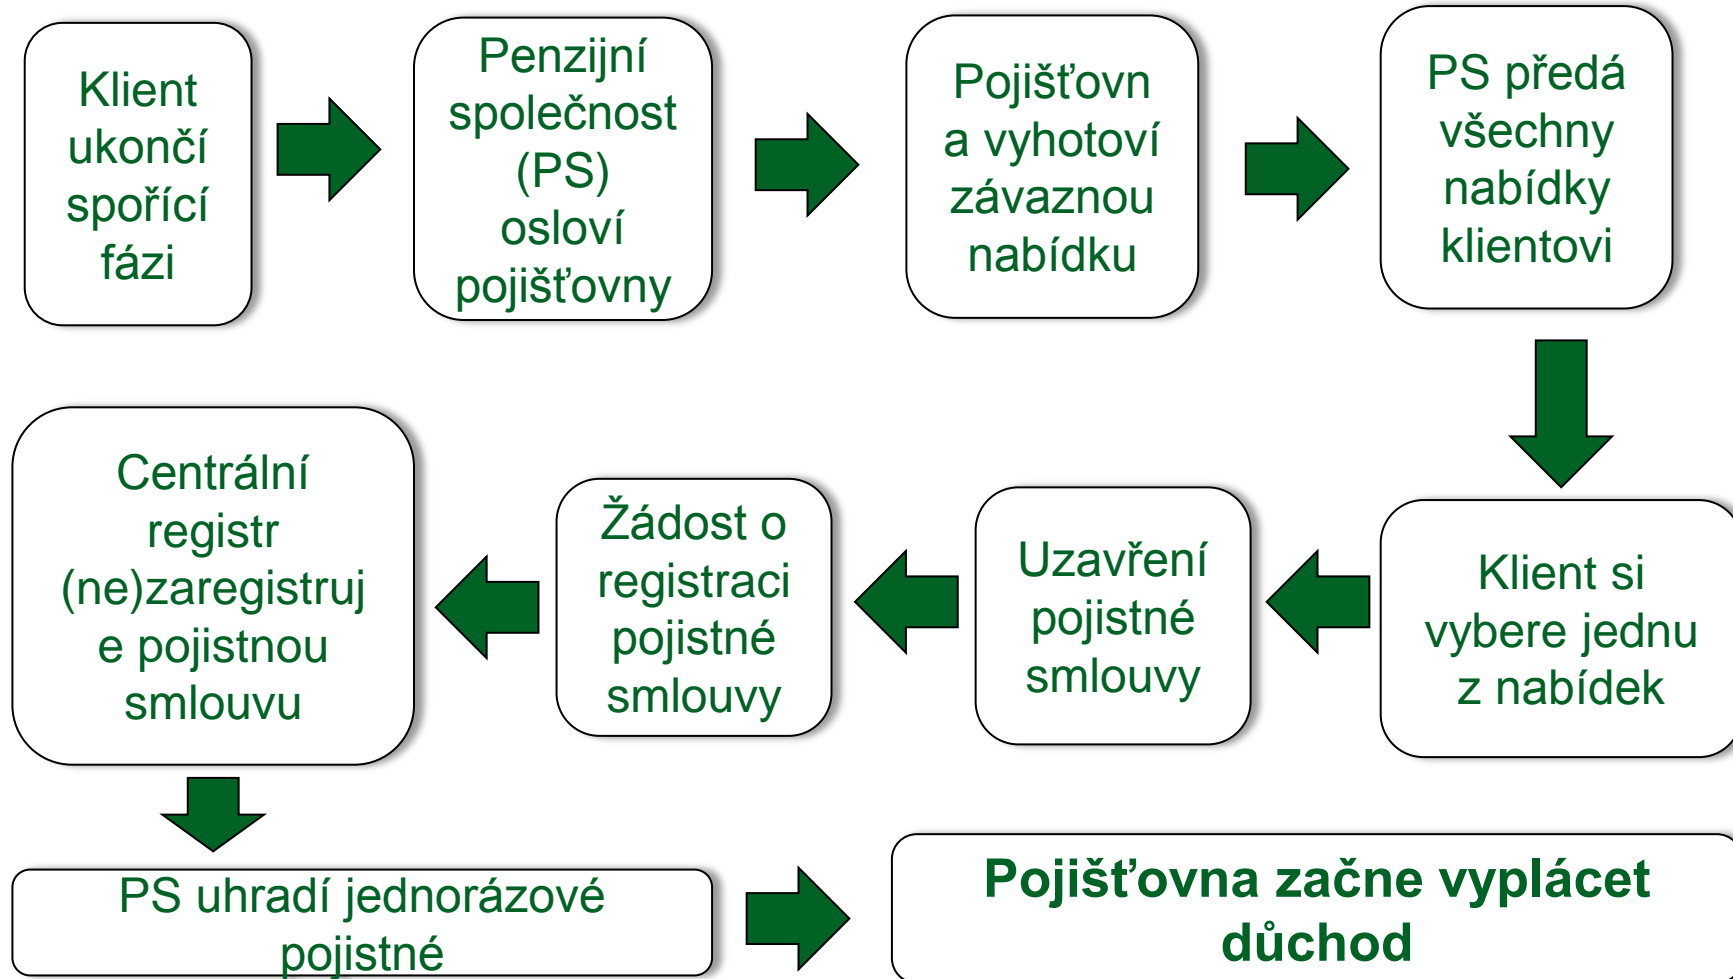 Klient
ukončí
spořící
fázi
Penzijní
společnost
(PS)
osloví
pojišťovny
Pojišťovn
a vyhotoví
závaznou
nabídku
PS předá
všechny
nabídky
klientovi
Klient si
vybere jednu
z nabídek
Uzavření
pojistné
smlouvy
Žádost o
registraci
pojistné
smlouvy
Centrální
registr
(ne)zaregistruj
e pojistnou
smlouvu
PS uhradí jednorázové
pojistné
Pojišťovna začne vyplácet
důchod